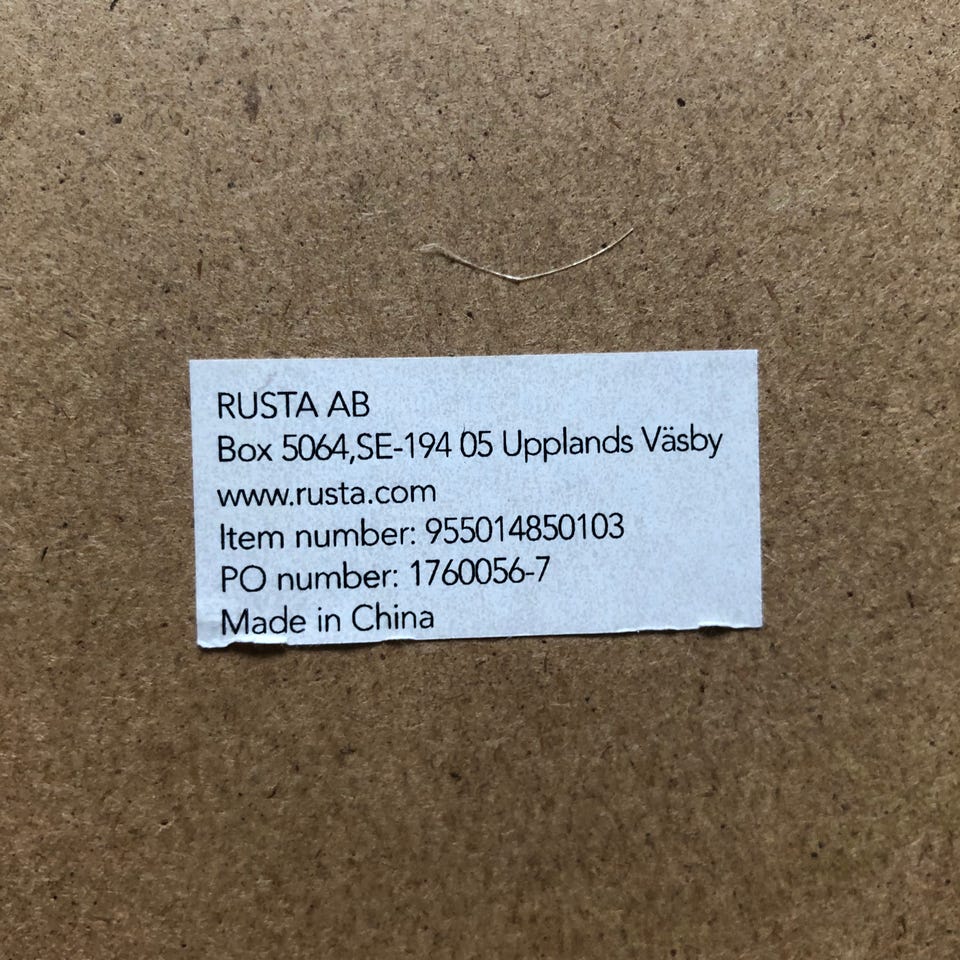 RUSTA AB
Box 5064,SE-194 05 Upplands Väsby
www.rusta.com
Item number: 955014850103
PO number: 1760056-7
Made in China